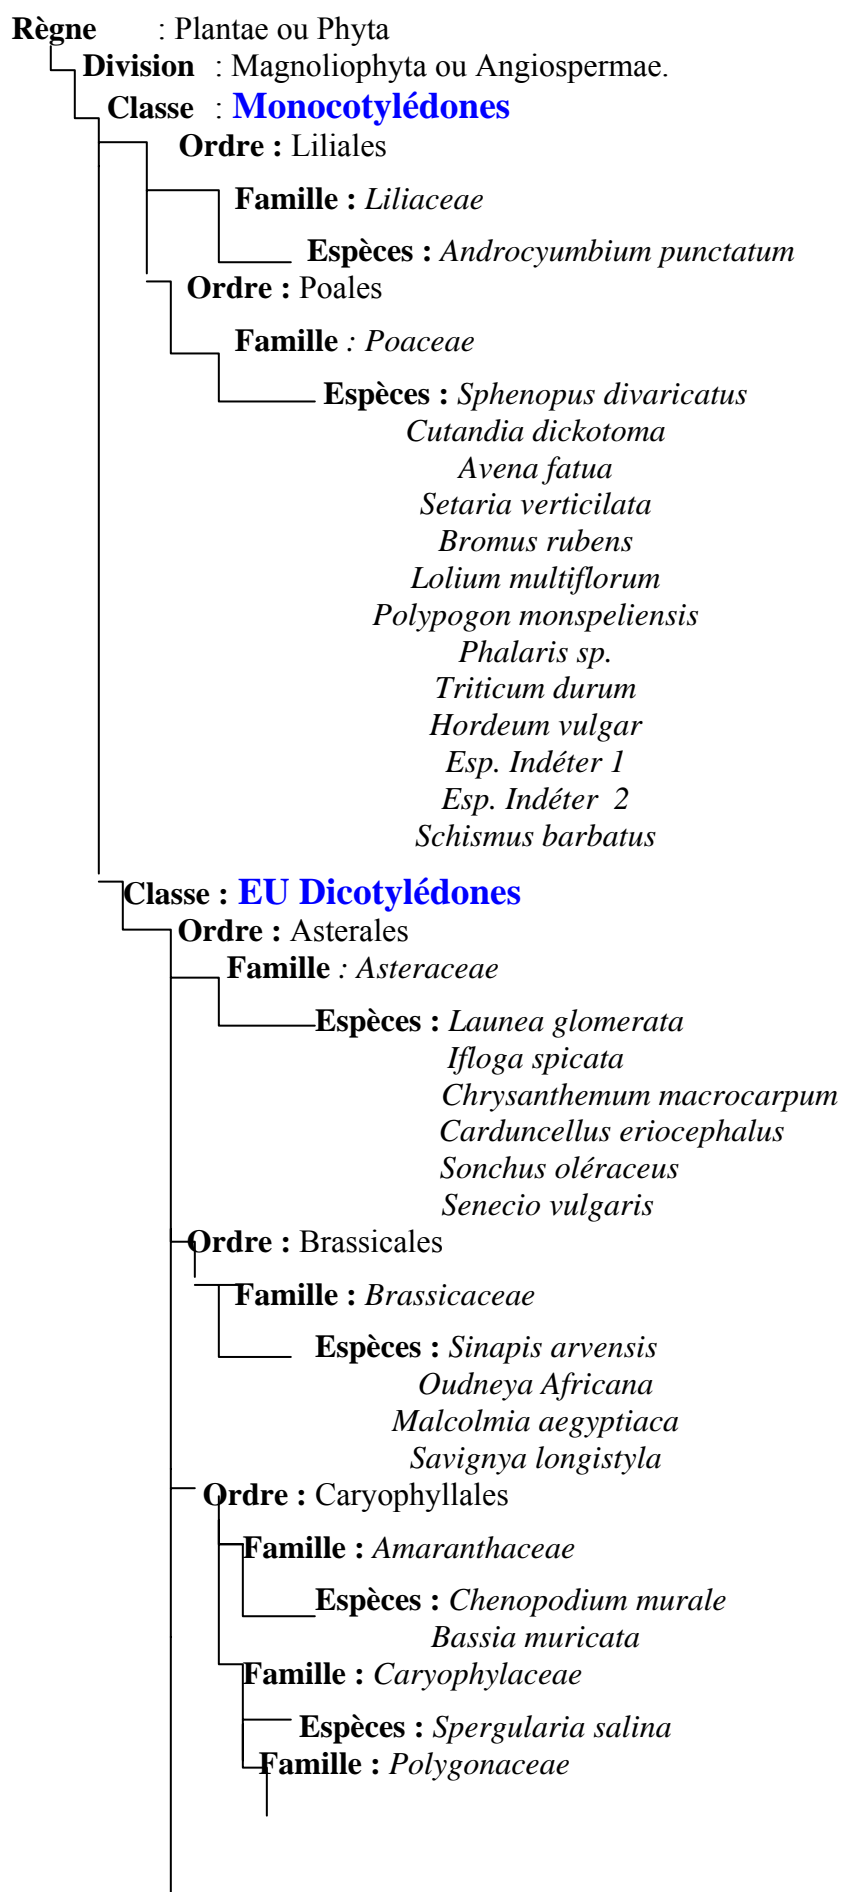 Règne : Plantae ou Phyta
Division : Magnoliophyta ou Angiospermae.
Classe : Monocotylédones
Ordre : Liliales
Famille : Liliaceae
Espèces : Androcyumbium punctatum
Ordre : Poales
Famille : Poaceae
Espèces : Sphenopus divaricatus
Cutandia dickotoma
Avena fatua
Setaria verticilata
Bromus rubens
Lolium multiflorum
Polypogon monspeliensis
Phalaris sp.
Triticum durum
Hordeum vulgar
Esp. Indéter 1
Esp. Indéter 2
Schismus barbatus
Classe : EU Dicotylédones
Ordre : Asterales
Famille : Asteraceae
Espèces : Launea glomerata
Ifloga spicata
Chrysanthemum macrocarpum
Carduncellus eriocephalus
Sonchus oléraceus
Senecio vulgaris
Ordre : Brassicales
Famille : Brassicaceae
Espèces : Sinapis arvensis
Oudneya Africana
Malcolmia aegyptiaca
Savignya longistyla
Ordre : Caryophyllales
Famille : Amaranthaceae
Espèces : Chenopodium murale
Bassia muricata
Famille : Caryophylaceae
Espèces : Spergularia salina
Famille : Polygonaceae